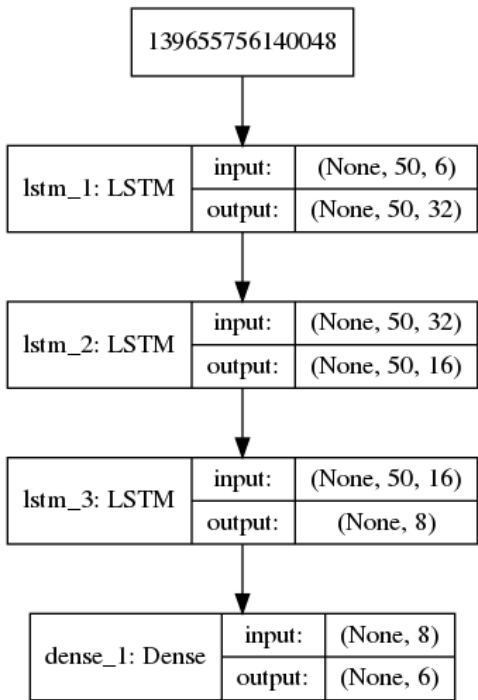 139655756140048
lstm_1: LSTM
input:
(None, 50, 6)
output:
(None, 50, 32)
lstm_2: LSTM
input:
(None, 50, 32)
output:
(None, 50, 16)
lstm_3: LSTM
input:
(None, 50, 16)
output:
(None, 8)
dense_1: Dense
input:
(None, 8)
output:
(None, 6)